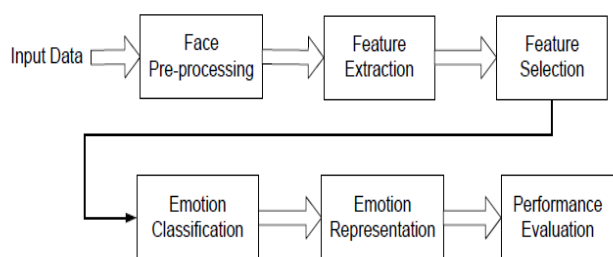 Input Data
Face
Pre-processing
Feature
Extraction
Feature
Selection
Emotion
Classification
Emotion
Representation
Performance
Evaluation